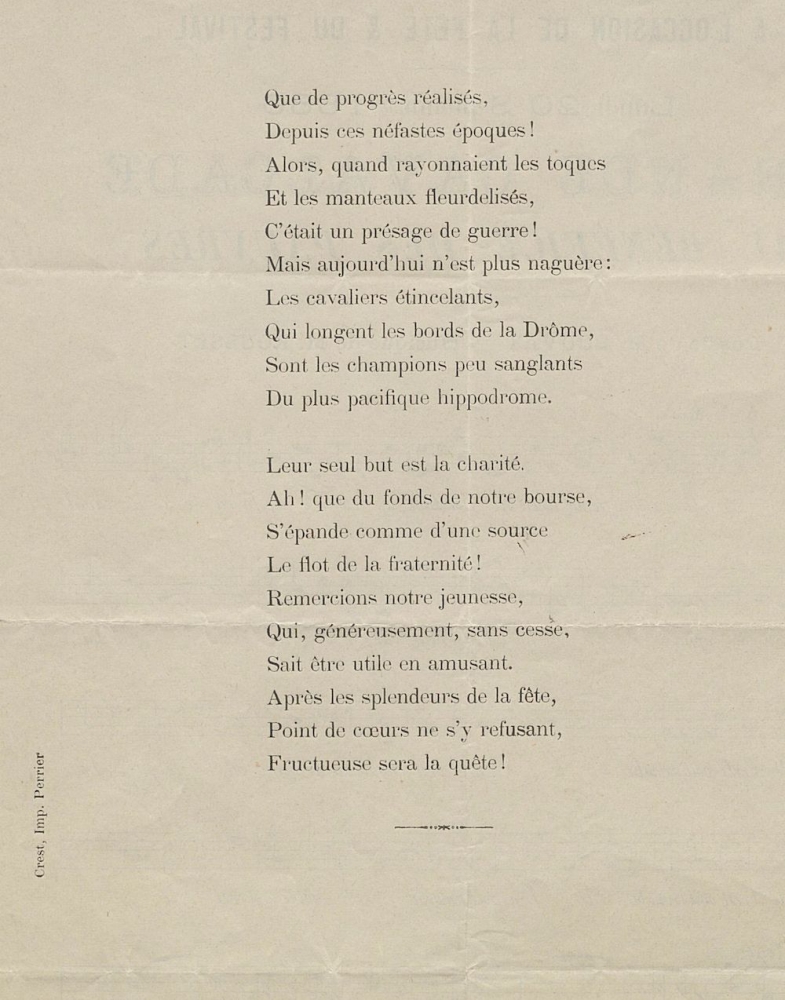 Que de progrès réalisés,
Depuis ces néfastes époques !
Alors, quand rayonnaient les toques
Et les manteaux fleurdelisés,
C'était un présage de guerre !
Mais aujourd'hui n'est plus naguère :
Les cavaliers étincelants,
Qui longent les bords de la Drôme,
Sont les champions peu sanglants
Du plus pacifique hippodrome.

Leur seul but est la charité.
Ah ! que du fonds de notre bourse,
S'épande comme d'une source
Le flot de la fraternité !
Remercions notre jeunesse,
Qui, généreusement, sans cesse,
Sait être utile en amusant.
Après les splendeurs de la fête,
Point de cœurs ne s'y refusant,
Fructueuse sera la quête !

Crest, Imp. Perrier